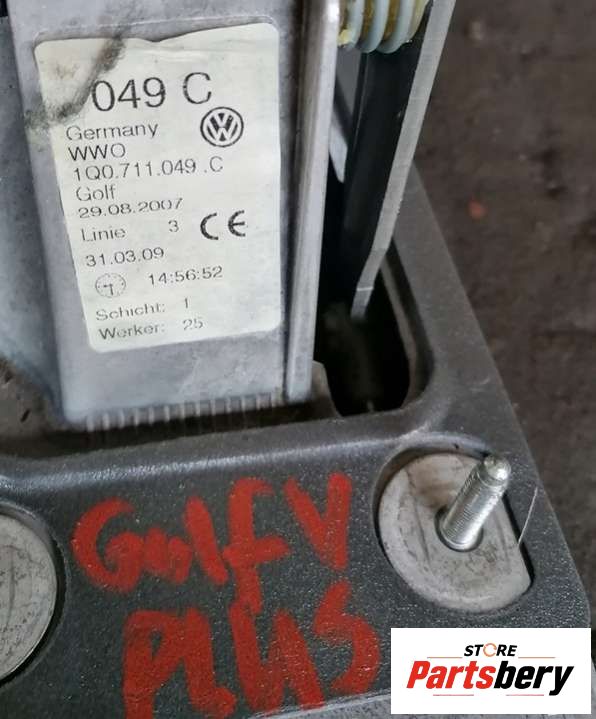 049 C
Germany
WWO
1Q0.711.049 .C
Golf
29.08.2007
Linie 3 CE
31.03.09
14:56:52
Schicht: 1
Werker: 25
GOLF V
PLUS
STORE
Partsbery